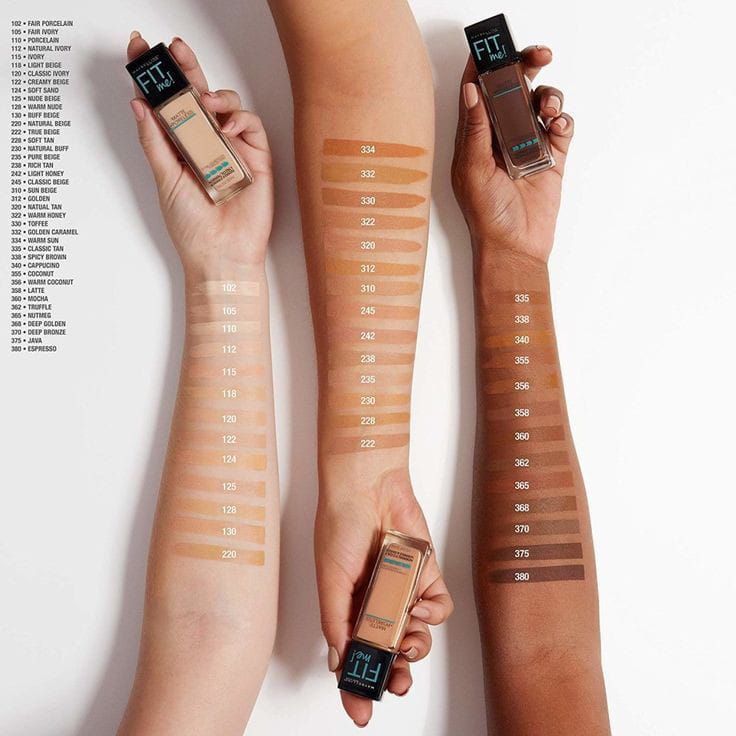 102 • FAIR PORCELAIN
105 • FAIR IVORY
110 • PORCELAIN
112 • NATURAL IVORY
115 • IVORY
118 • LIGHT BEIGE
120 • CLASSIC IVORY
122 • CREAMY BEIGE
124 • SOFT SAND
125 • NUDE BEIGE
128 • WARM NUDE
130 • BUFF BEIGE
220 • NATURAL BEIGE
222 • TRUE BEIGE
228 • SOFT TAN
230 • NATURAL BUFF
235 • PURE BEIGE
238 • RICH TAN
242 • LIGHT HONEY
245 • CLASSIC BEIGE
310 • SUN BEIGE
312 • GOLDEN
320 • NATUAL TAN
322 • WARM HONEY
330 • TOFFEE
332 • GOLDEN CARAMEL
334 • WARM SUN
335 • CLASSIC TAN
338 • SPICY BROWN
340 • CAPPUCINO
355 • COCONUT
356 • WARM COCONUT
358 • LATTE
360 • MOCHA
362 • TRUFFLE
365 • NUTMEG
368 • DEEP GOLDEN
370 • DEEP BRONZE
375 • JAVA
380 • ESPRESSO
MAYBELLINE
FIT
me!
MATTE
+PORELESS
102
105
110
112
115
118
120
122
124
125
128
130
220
334
332
330
322
320
312
310
245
242
238
235
230
228
222
MATTE
+PORELESS
FIT
me!
MAYBELLINE
MAYBELLINE
FIT
me!
335
338
340
355
356
358
360
362
365
368
370
375
380